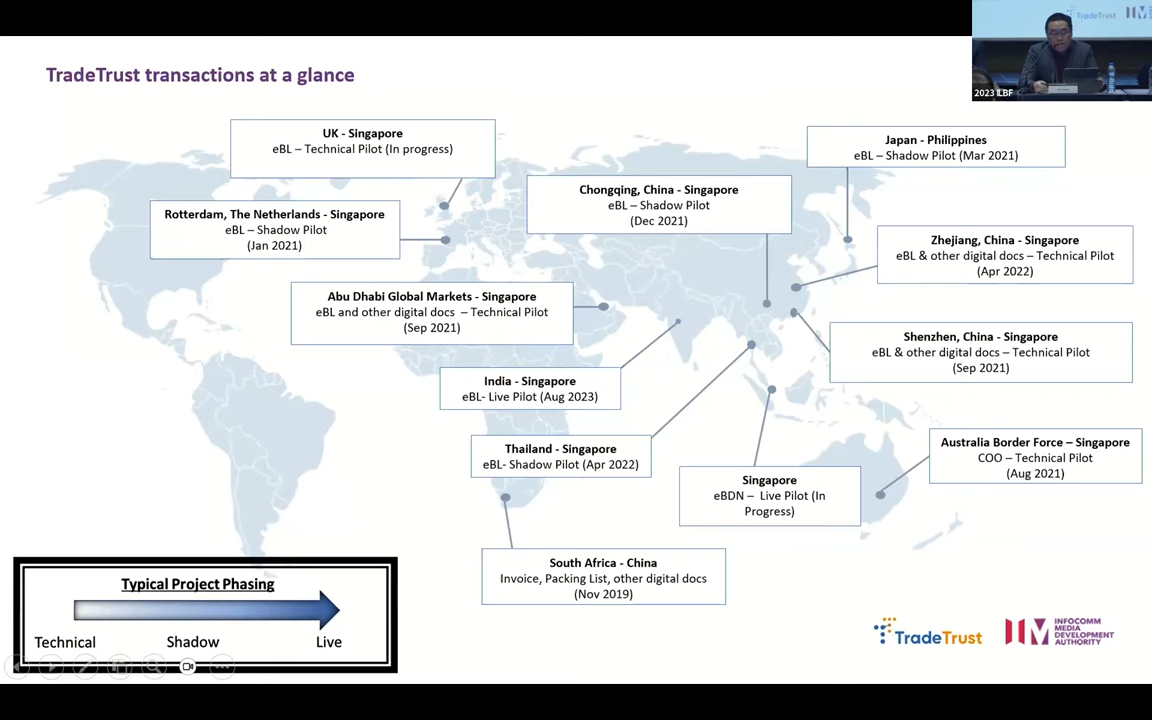 TradeTrust
2023 ILBF
TradeTrust transactions at a glance
UK - Singapore
eBL – Technical Pilot (In progress)
Japan - Philippines
eBL – Shadow Pilot (Mar 2021)
Chongqing, China - Singapore
eBL – Shadow Pilot
(Dec 2021)
Rotterdam, The Netherlands - Singapore
eBL – Shadow Pilot
(Jan 2021)
Zhejiang, China - Singapore
eBL & other digital docs – Technical Pilot
(Apr 2022)
Abu Dhabi Global Markets - Singapore
eBL and other digital docs – Technical Pilot
(Sep 2021)
Shenzhen, China - Singapore
eBL & other digital docs – Technical Pilot
(Sep 2021)
India - Singapore
eBL- Live Pilot (Aug 2023)
Thailand - Singapore
eBL- Shadow Pilot (Apr 2022)
Australia Border Force – Singapore
COO – Technical Pilot
(Aug 2021)
Singapore
eBDN – Live Pilot (In
Progress)
South Africa - China
Invoice, Packing List, other digital docs
(Nov 2019)
Typical Project Phasing
Technical Shadow Live
TradeTrust
INFOCOMM
MEDIA
DEVELOPMENT
AUTHORITY